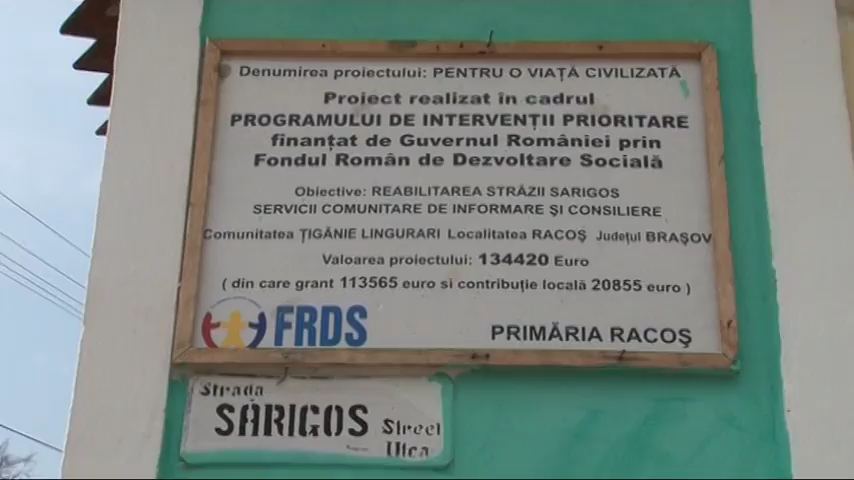 Denumirea proiectului: PENTRU O VIAȚĂ CIVILIZATĂ
Proiect realizat în cadrul
PROGRAMULUI DE INTERVENȚII PRIORITARE
finanțat de Guvernul României prin
Fondul Român de Dezvoltare Socială
Obiective: REABILITAREA STRĂZII SARIGOS
SERVICII COMUNITARE DE INFORMARE ȘI CONSILIERE
Comunitatea ȚIGĂNIE LINGURARI Localitatea RACOȘ Județul BRAȘOV
Valoarea proiectului: 134420 Euro
( din care grant 113565 euro si contribuție locală 20855 euro )
FRDS
PRIMĂRIA RACOȘ
Strada
SÁRIGOS Street
Utca